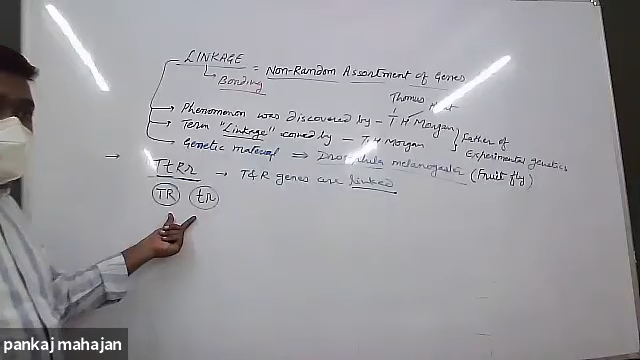 LINKAGE = Non-Random Assortment of Genes
Bonding
Thomas Hunt
→ Phenomenon was discovered by - T H Morgan
→ Term "Linkage" coined by - T. H Morgan
Father of Experimental genetics
→ Genetic material ⇒ Drosophila melanogaster (Fruit fly)
→ TtRr → T & R genes are linked
TR tr
pankaj mahajan